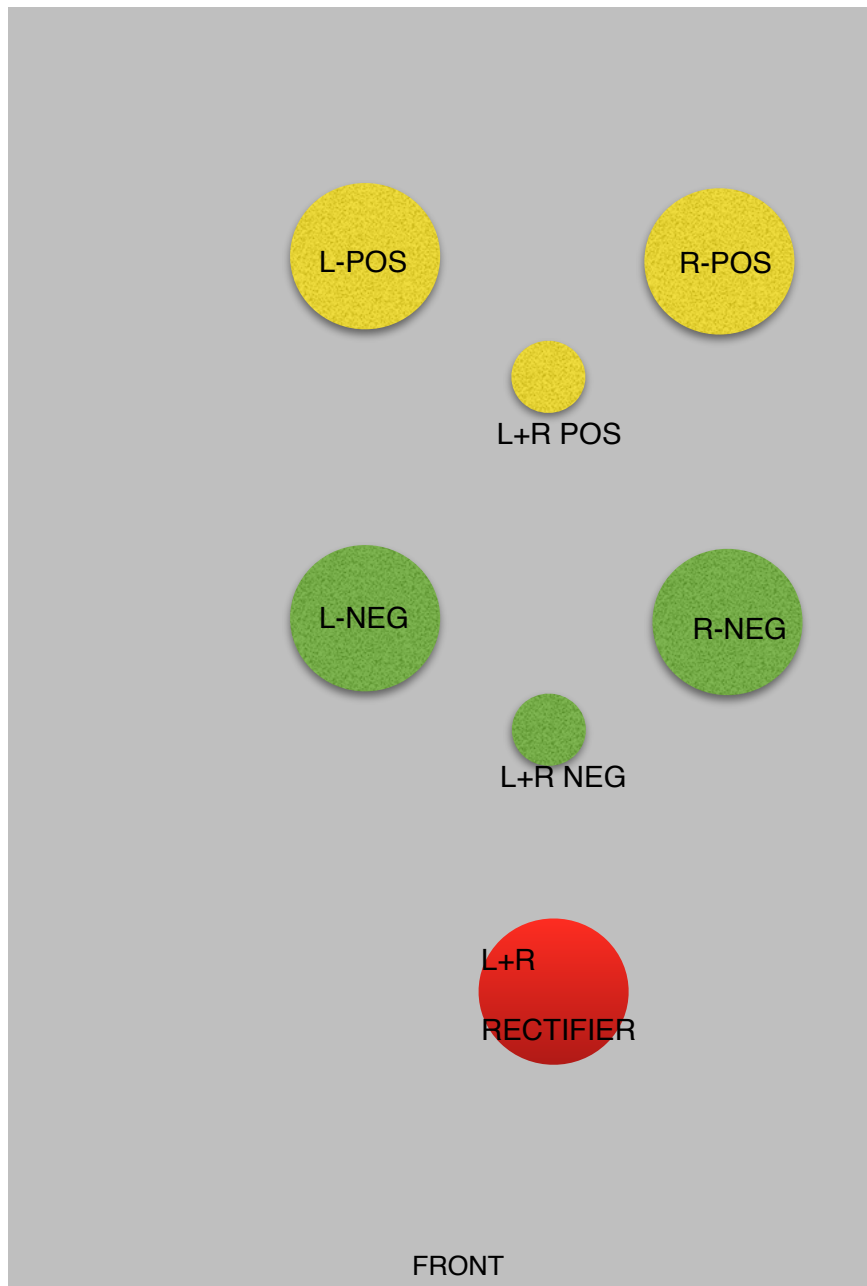 L-POS
R-POS
L+R POS
L-NEG
R-NEG
L+R NEG
L+R
RECTIFIER
FRONT